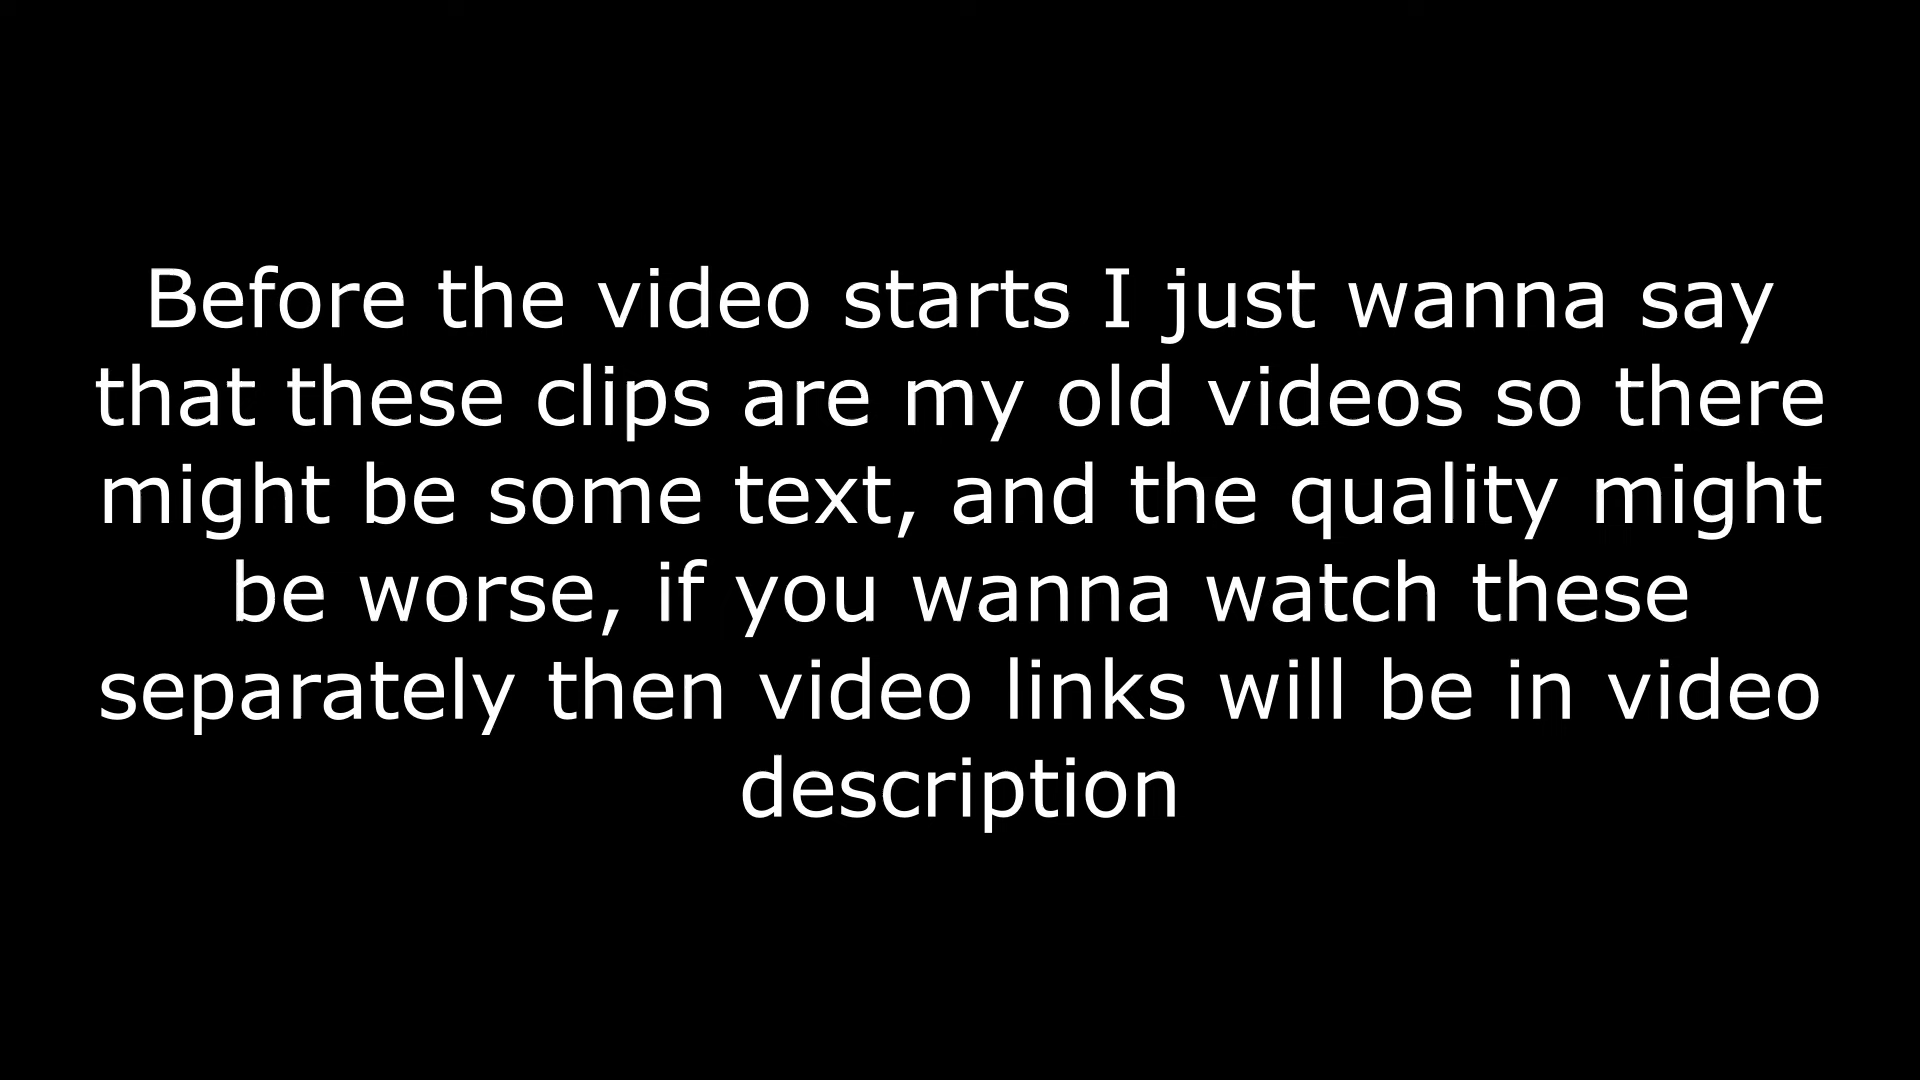 Before the video starts I just wanna say
that these clips are my old videos so there
might be some text, and the quality might
be worse, if you wanna watch these
separately then video links will be in video
description